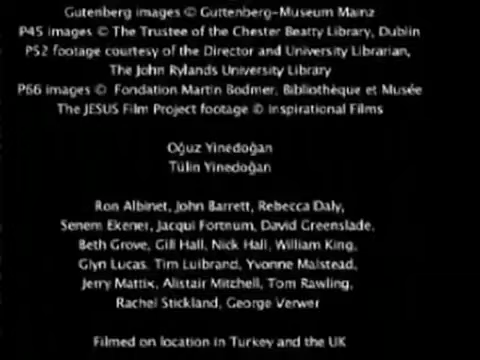 Gutenberg images © Guttenberg-Museum Mainz
P45 images © The Trustee of the Chester Beatty Library, Dublin
P52 footage courtesy of the Director and University Librarian,
The John Rylands University Library
P66 images © Fondation Martin Bodmer, Bibliothèque et Musée
The JESUS Film Project footage © Inspirational Films
Oğuz Yinedoğan
Tülin Yinedoğan
Ron Albinet, John Barrett, Rebecca Daly,
Senem Ekener, Jacqui Fortnum, David Greenslade,
Beth Grove, Gill Hall, Nick Hall, William King,
Glyn Lucas, Tim Luibrand, Yvonne Malstead,
Jerry Mattix, Alistair Mitchell, Tom Rawling,
Rachel Stickland, George Verwer
Filmed on location in Turkey and the UK